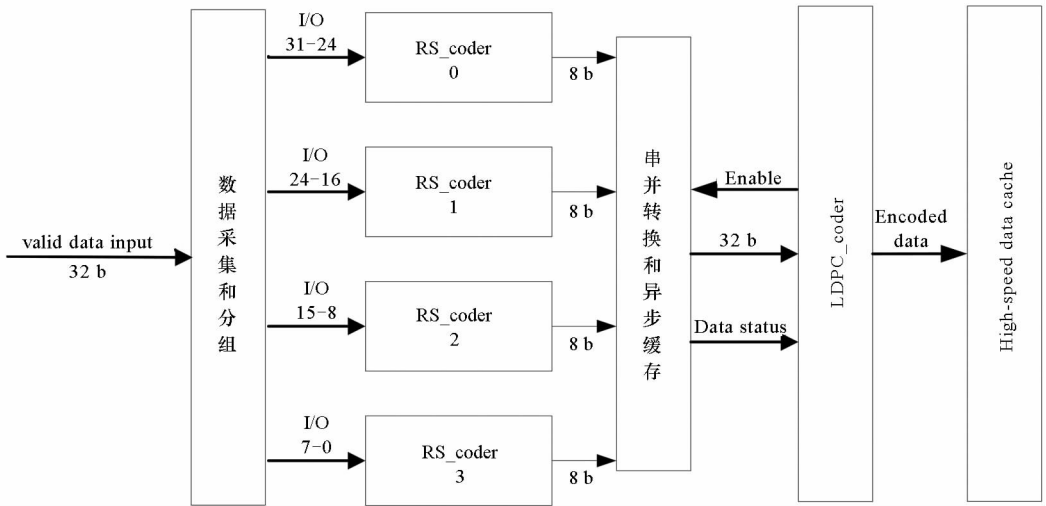 valid data input
32 b
数据采集和分组
I/O
31-24
RS_coder
0
8 b
I/O
24-16
RS_coder
1
8 b
I/O
15-8
RS_coder
2
8 b
I/O
7-0
RS_coder
3
8 b
串并转换和异步缓存
Enable
32 b
Data status
LDPC_coder
Encoded
data
High-speed data cache